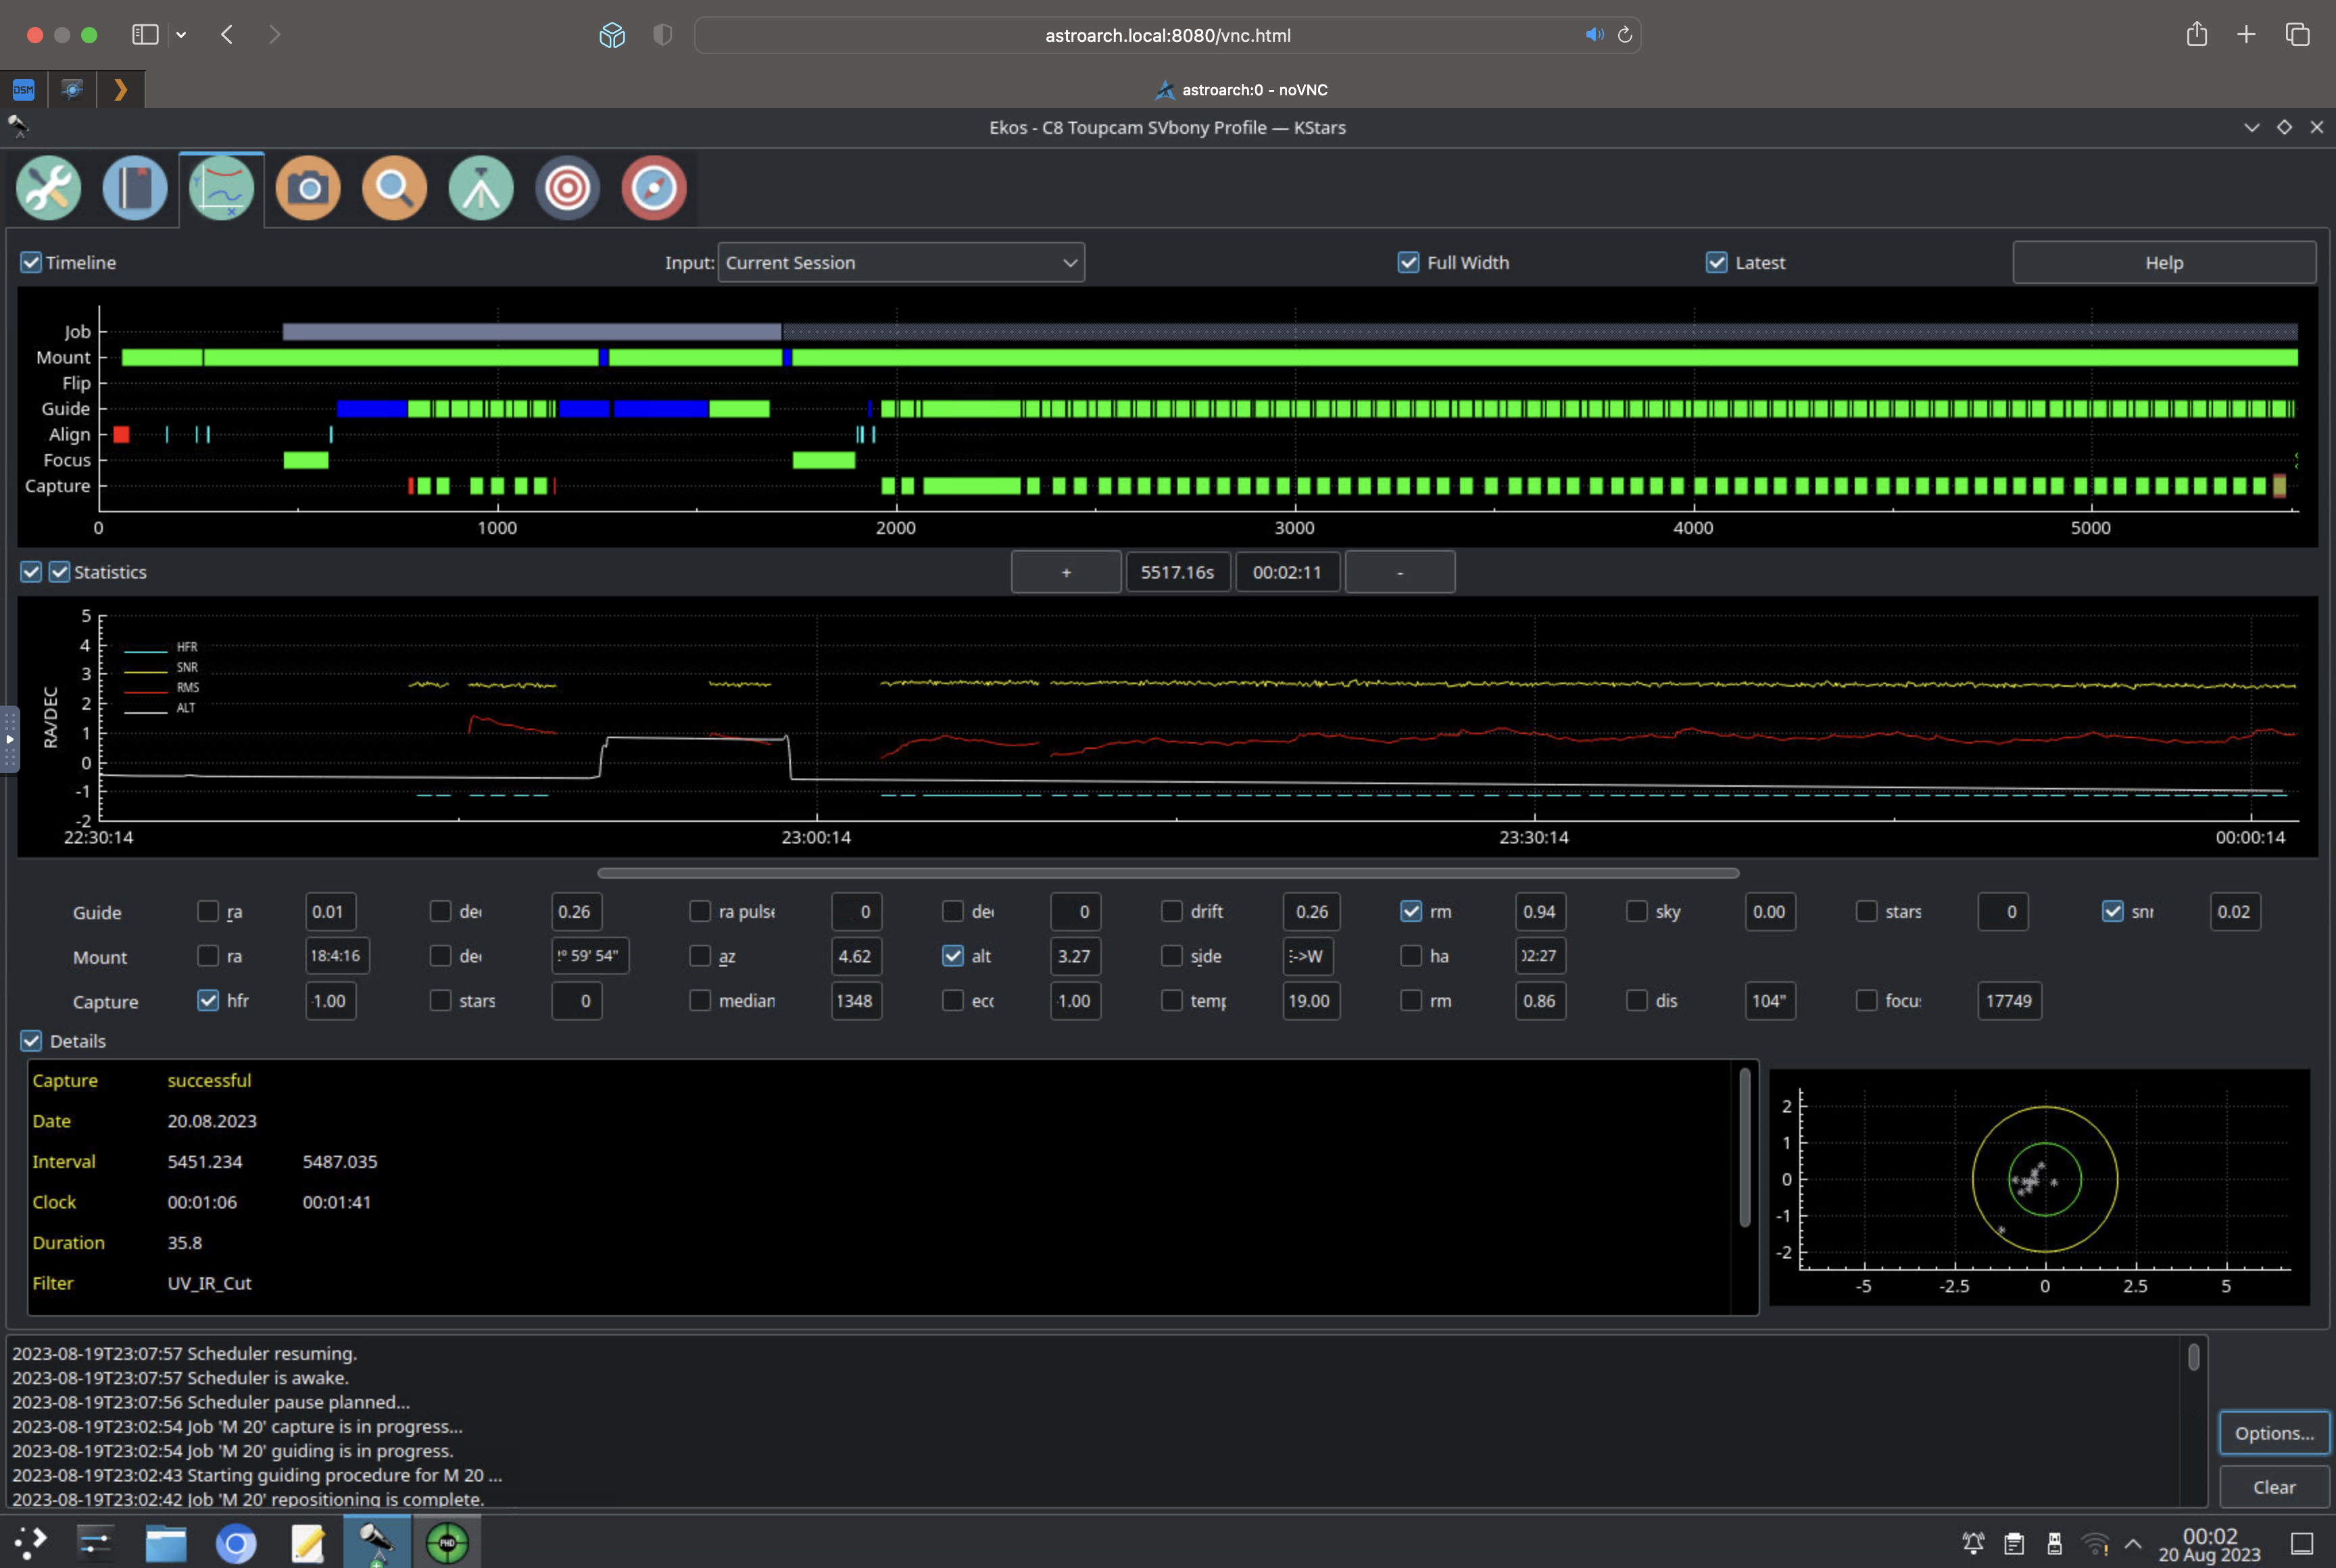 astroarch.local:8080/vnc.html
DSM
astroarch:0 - noVNC
Ekos - C8 Toupcam SVbony Profile — KStars
Timeline
Input: Current Session
Full Width
Latest
Help
Job
Mount
Flip
Guide
Align
Focus
Capture
0 1000 2000 3000 4000 5000
Statistics
+ 5517.16s 00:02:11 -
5
4
3
2
1
0
-1
-2
RA/DEC
HFR
SNR
RMS
ALT
22:30:14 23:00:14 23:30:14 00:00:14
Guide ra 0.01 de 0.26 ra pulse 0 de 0 drift 0.26 rm 0.94 sky 0.00 stars 0 snr 0.02
Mount ra 18:4:16 de ° 59' 54" az 4.62 alt 3.27 side ->W ha 02:27
Capture hfr -1.00 stars 0 median 1348 ecc 1.00 temp 19.00 rm 0.86 dis 104" focu 17749
Details
Capture successful
Date 20.08.2023
Interval 5451.234 5487.035
Clock 00:01:06 00:01:41
Duration 35.8
Filter UV_IR_Cut
2
1
0
-1
-2
-5 -2.5 0 2.5 5
2023-08-19T23:07:57 Scheduler resuming.
2023-08-19T23:07:57 Scheduler is awake.
2023-08-19T23:07:56 Scheduler pause planned...
2023-08-19T23:02:54 Job 'M 20' capture is in progress...
2023-08-19T23:02:54 Job 'M 20' guiding is in progress.
2023-08-19T23:02:43 Starting guiding procedure for M 20 ...
2023-08-19T23:02:42 Job 'M 20' repositioning is complete.
Options...
Clear
PHD
00:02
20 Aug 2023